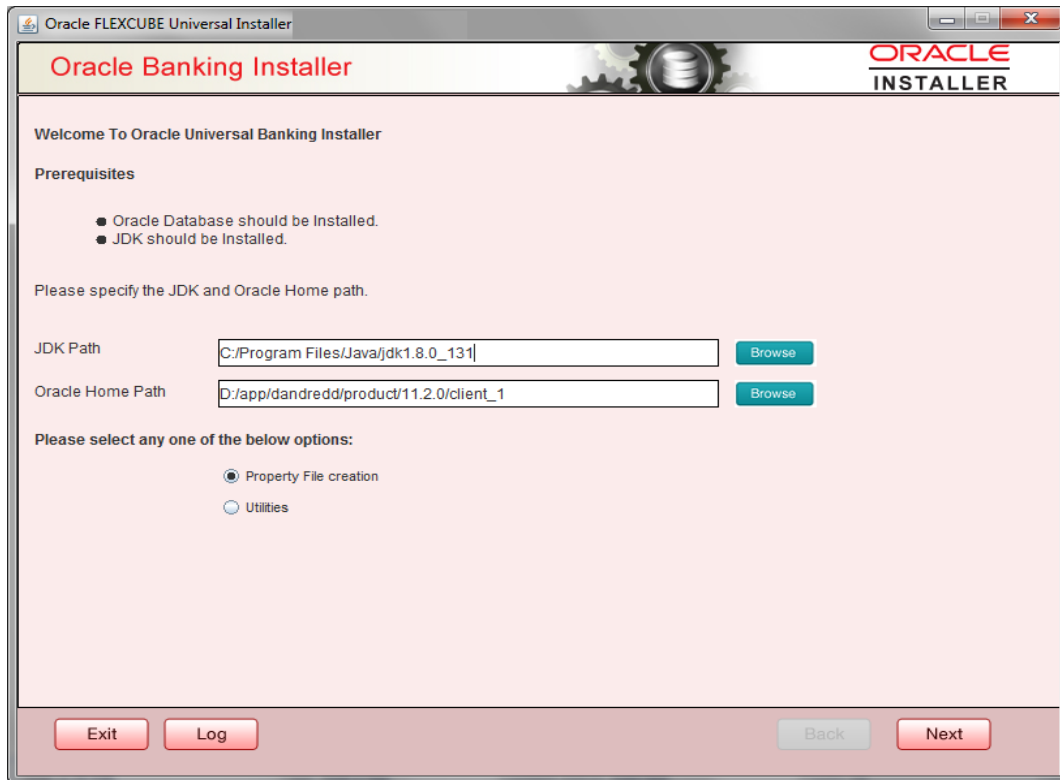 Oracle FLEXCUBE Universal Installer
Oracle Banking Installer
ORACLE
INSTALLER
Welcome To Oracle Universal Banking Installer
Prerequisites
Oracle Database should be Installed.
JDK should be Installed.
Please specify the JDK and Oracle Home path.
JDK Path C:/Program Files/Java/jdk1.8.0_131 Browse
Oracle Home Path D:/app/dandredd/product/11.2.0/client_1 Browse
Please select any one of the below options:
Property File creation
Utilities
Exit Log Back Next